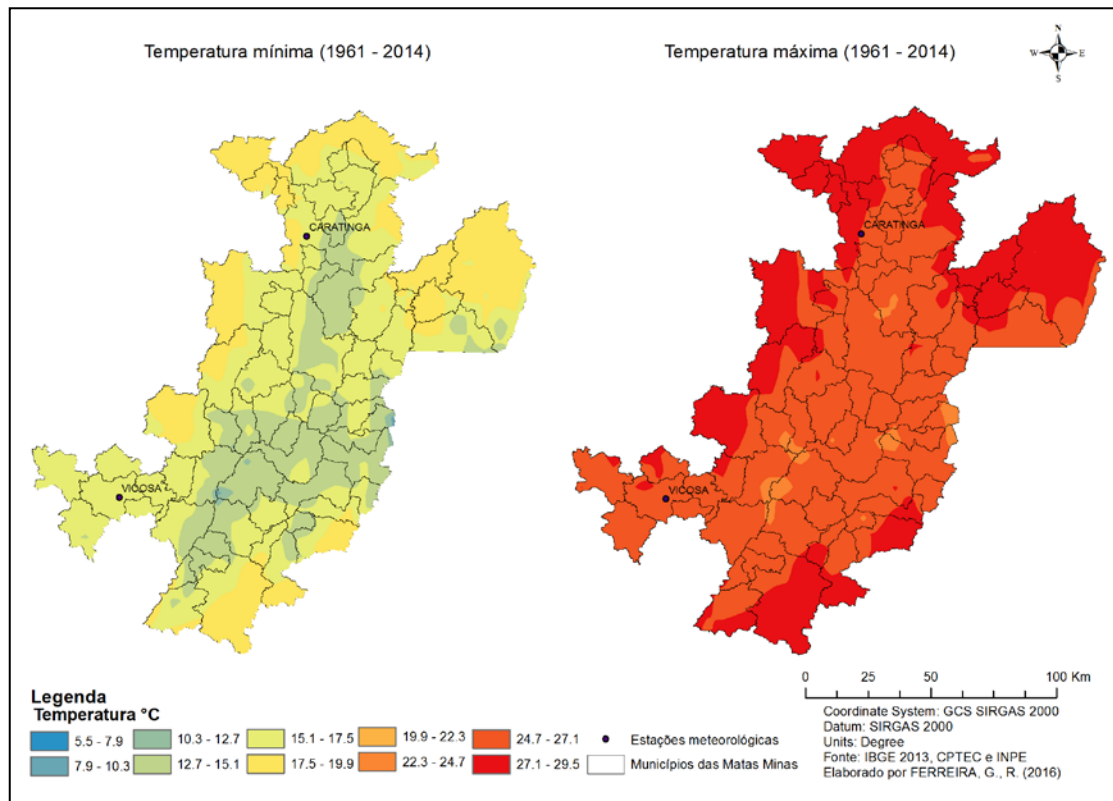 Temperatura mínima (1961 - 2014)
Temperatura máxima (1961 - 2014)
N
W E
S
CARATINGA
CARATINGA
VICOSA
VICOSA
0 25 50 100 Km
Legenda
Temperatura °C
5.5 - 7.9
10.3 - 12.7
15.1 - 17.5
19.9 - 22.3
24.7 - 27.1
Estações meteorológicas
7.9 - 10.3
12.7 - 15.1
17.5 - 19.9
22.3 - 24.7
27.1 - 29.5
Municípios das Matas Minas
Coordinate System: GCS SIRGAS 2000
Datum: SIRGAS 2000
Units: Degree
Fonte: IBGE 2013, CPTEC e INPE
Elaborado por FERREIRA, G., R. (2016)